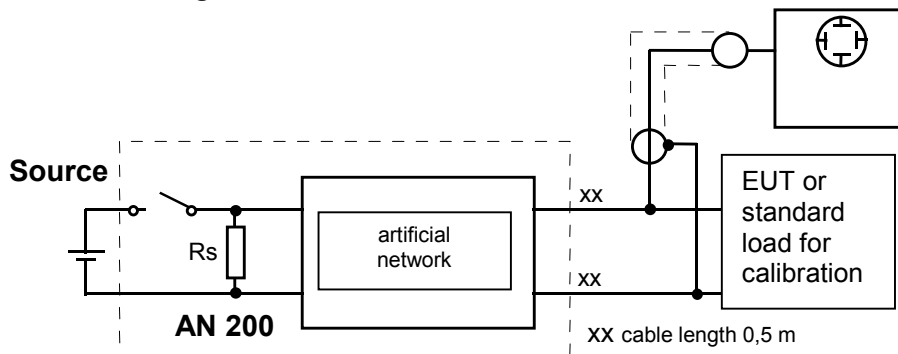 Source
Rs
AN 200
artificial
network
xx
xx
EUT or
standard
load for
calibration
xx cable length 0,5 m